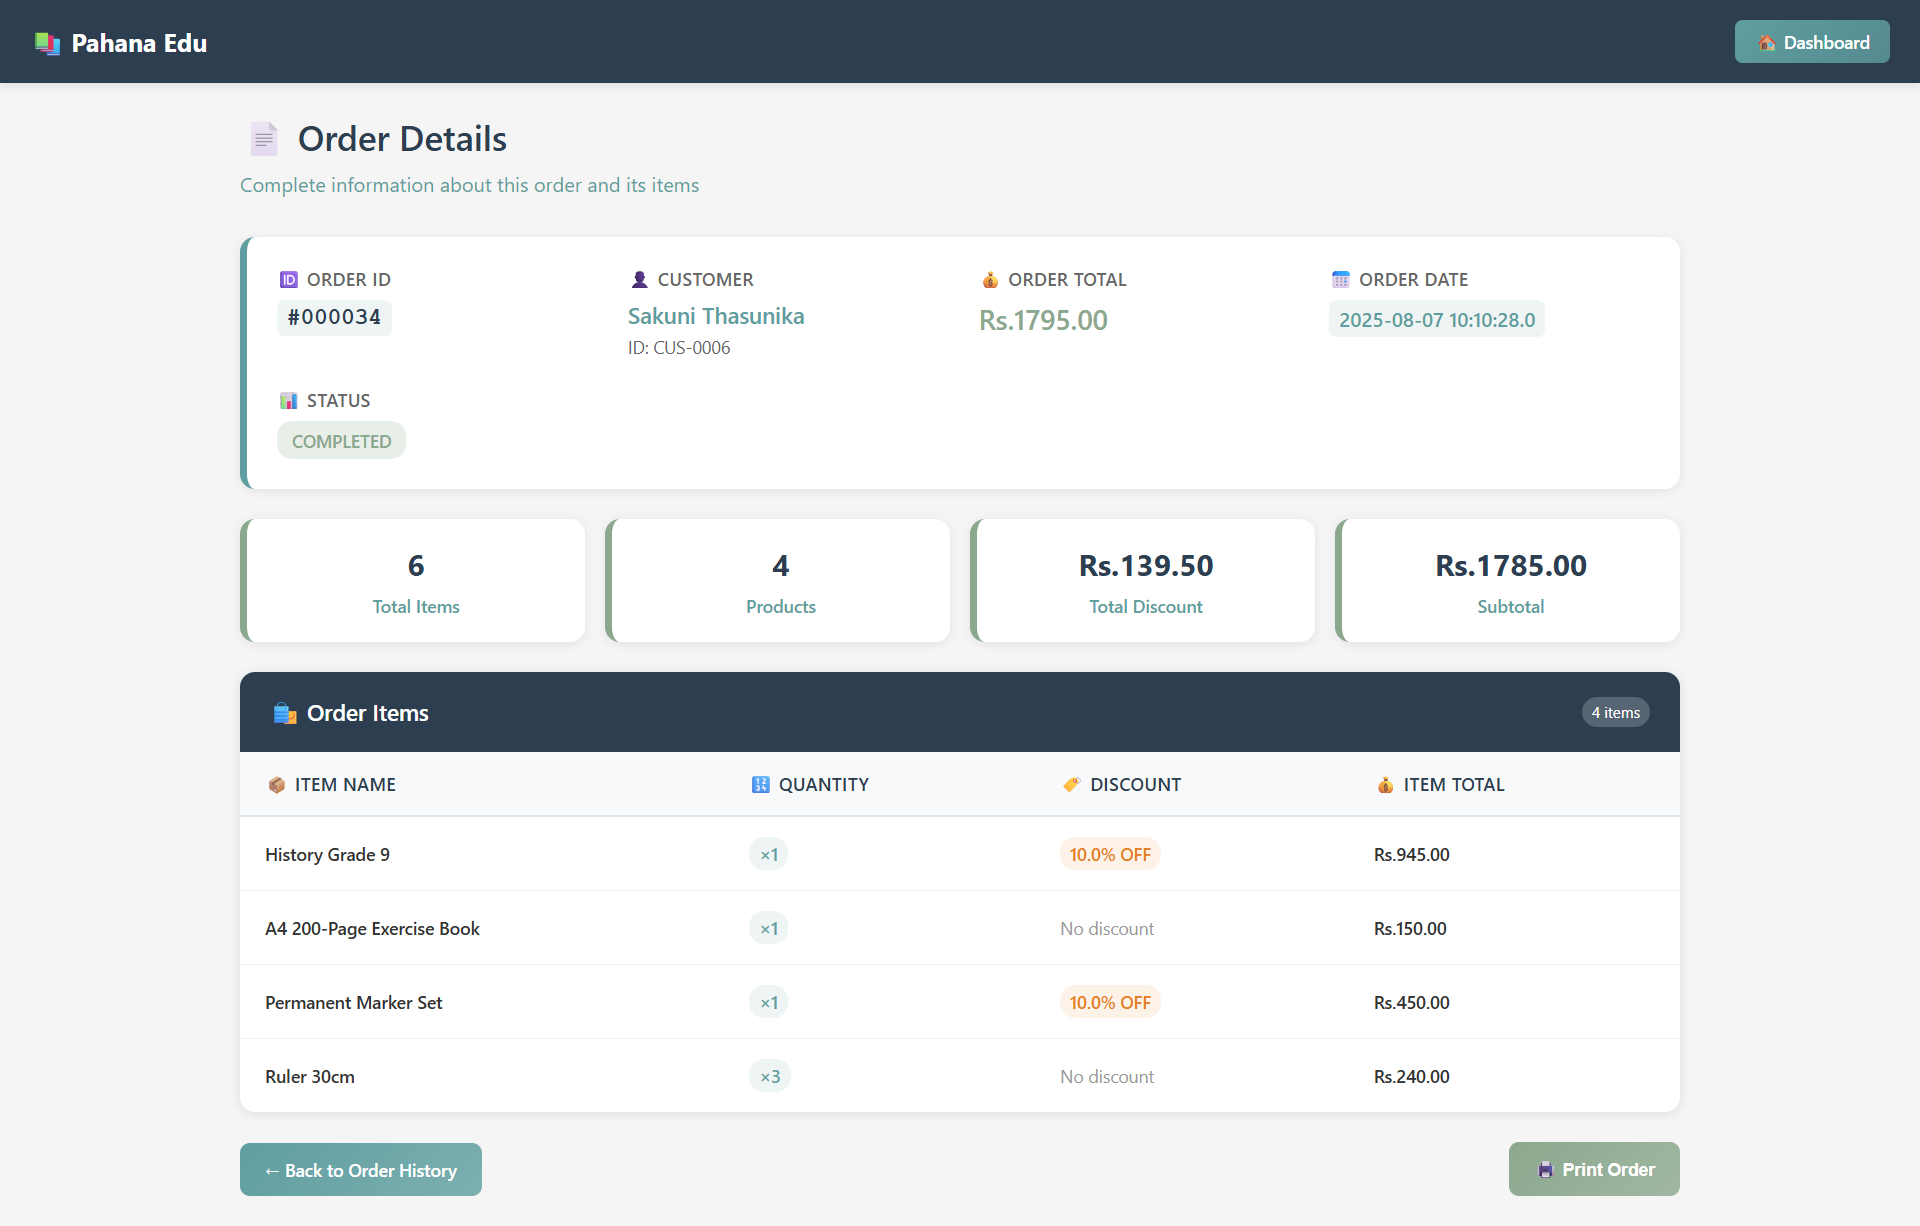 Pahana Edu
Dashboard
Order Details
Complete information about this order and its items
ORDER ID
#000034
CUSTOMER
Sakuni Thasunika
ID: CUS-0006
ORDER TOTAL
Rs.1795.00
ORDER DATE
2025-08-07 10:10:28.0
STATUS
COMPLETED
6
Total Items
4
Products
Rs.139.50
Total Discount
Rs.1785.00
Subtotal
Order Items
4 items
ITEM NAME QUANTITY DISCOUNT ITEM TOTAL
History Grade 9 ×1 10.0% OFF Rs.945.00
A4 200-Page Exercise Book ×1 No discount Rs.150.00
Permanent Marker Set ×1 10.0% OFF Rs.450.00
Ruler 30cm ×3 No discount Rs.240.00
← Back to Order History
Print Order